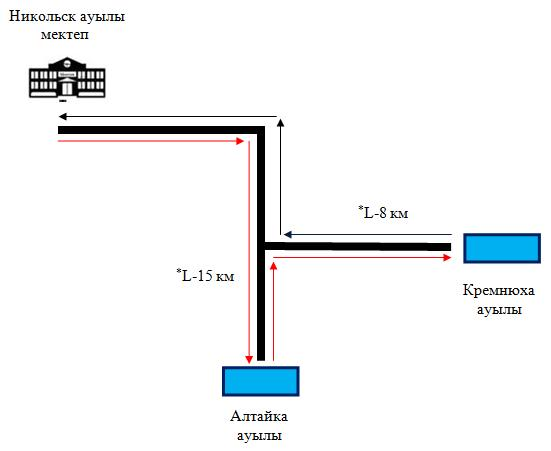 Никольск ауылы
мектеп
*L-8 км
*L-15 км
Кремнюха
ауылы
Алтайка
ауылы